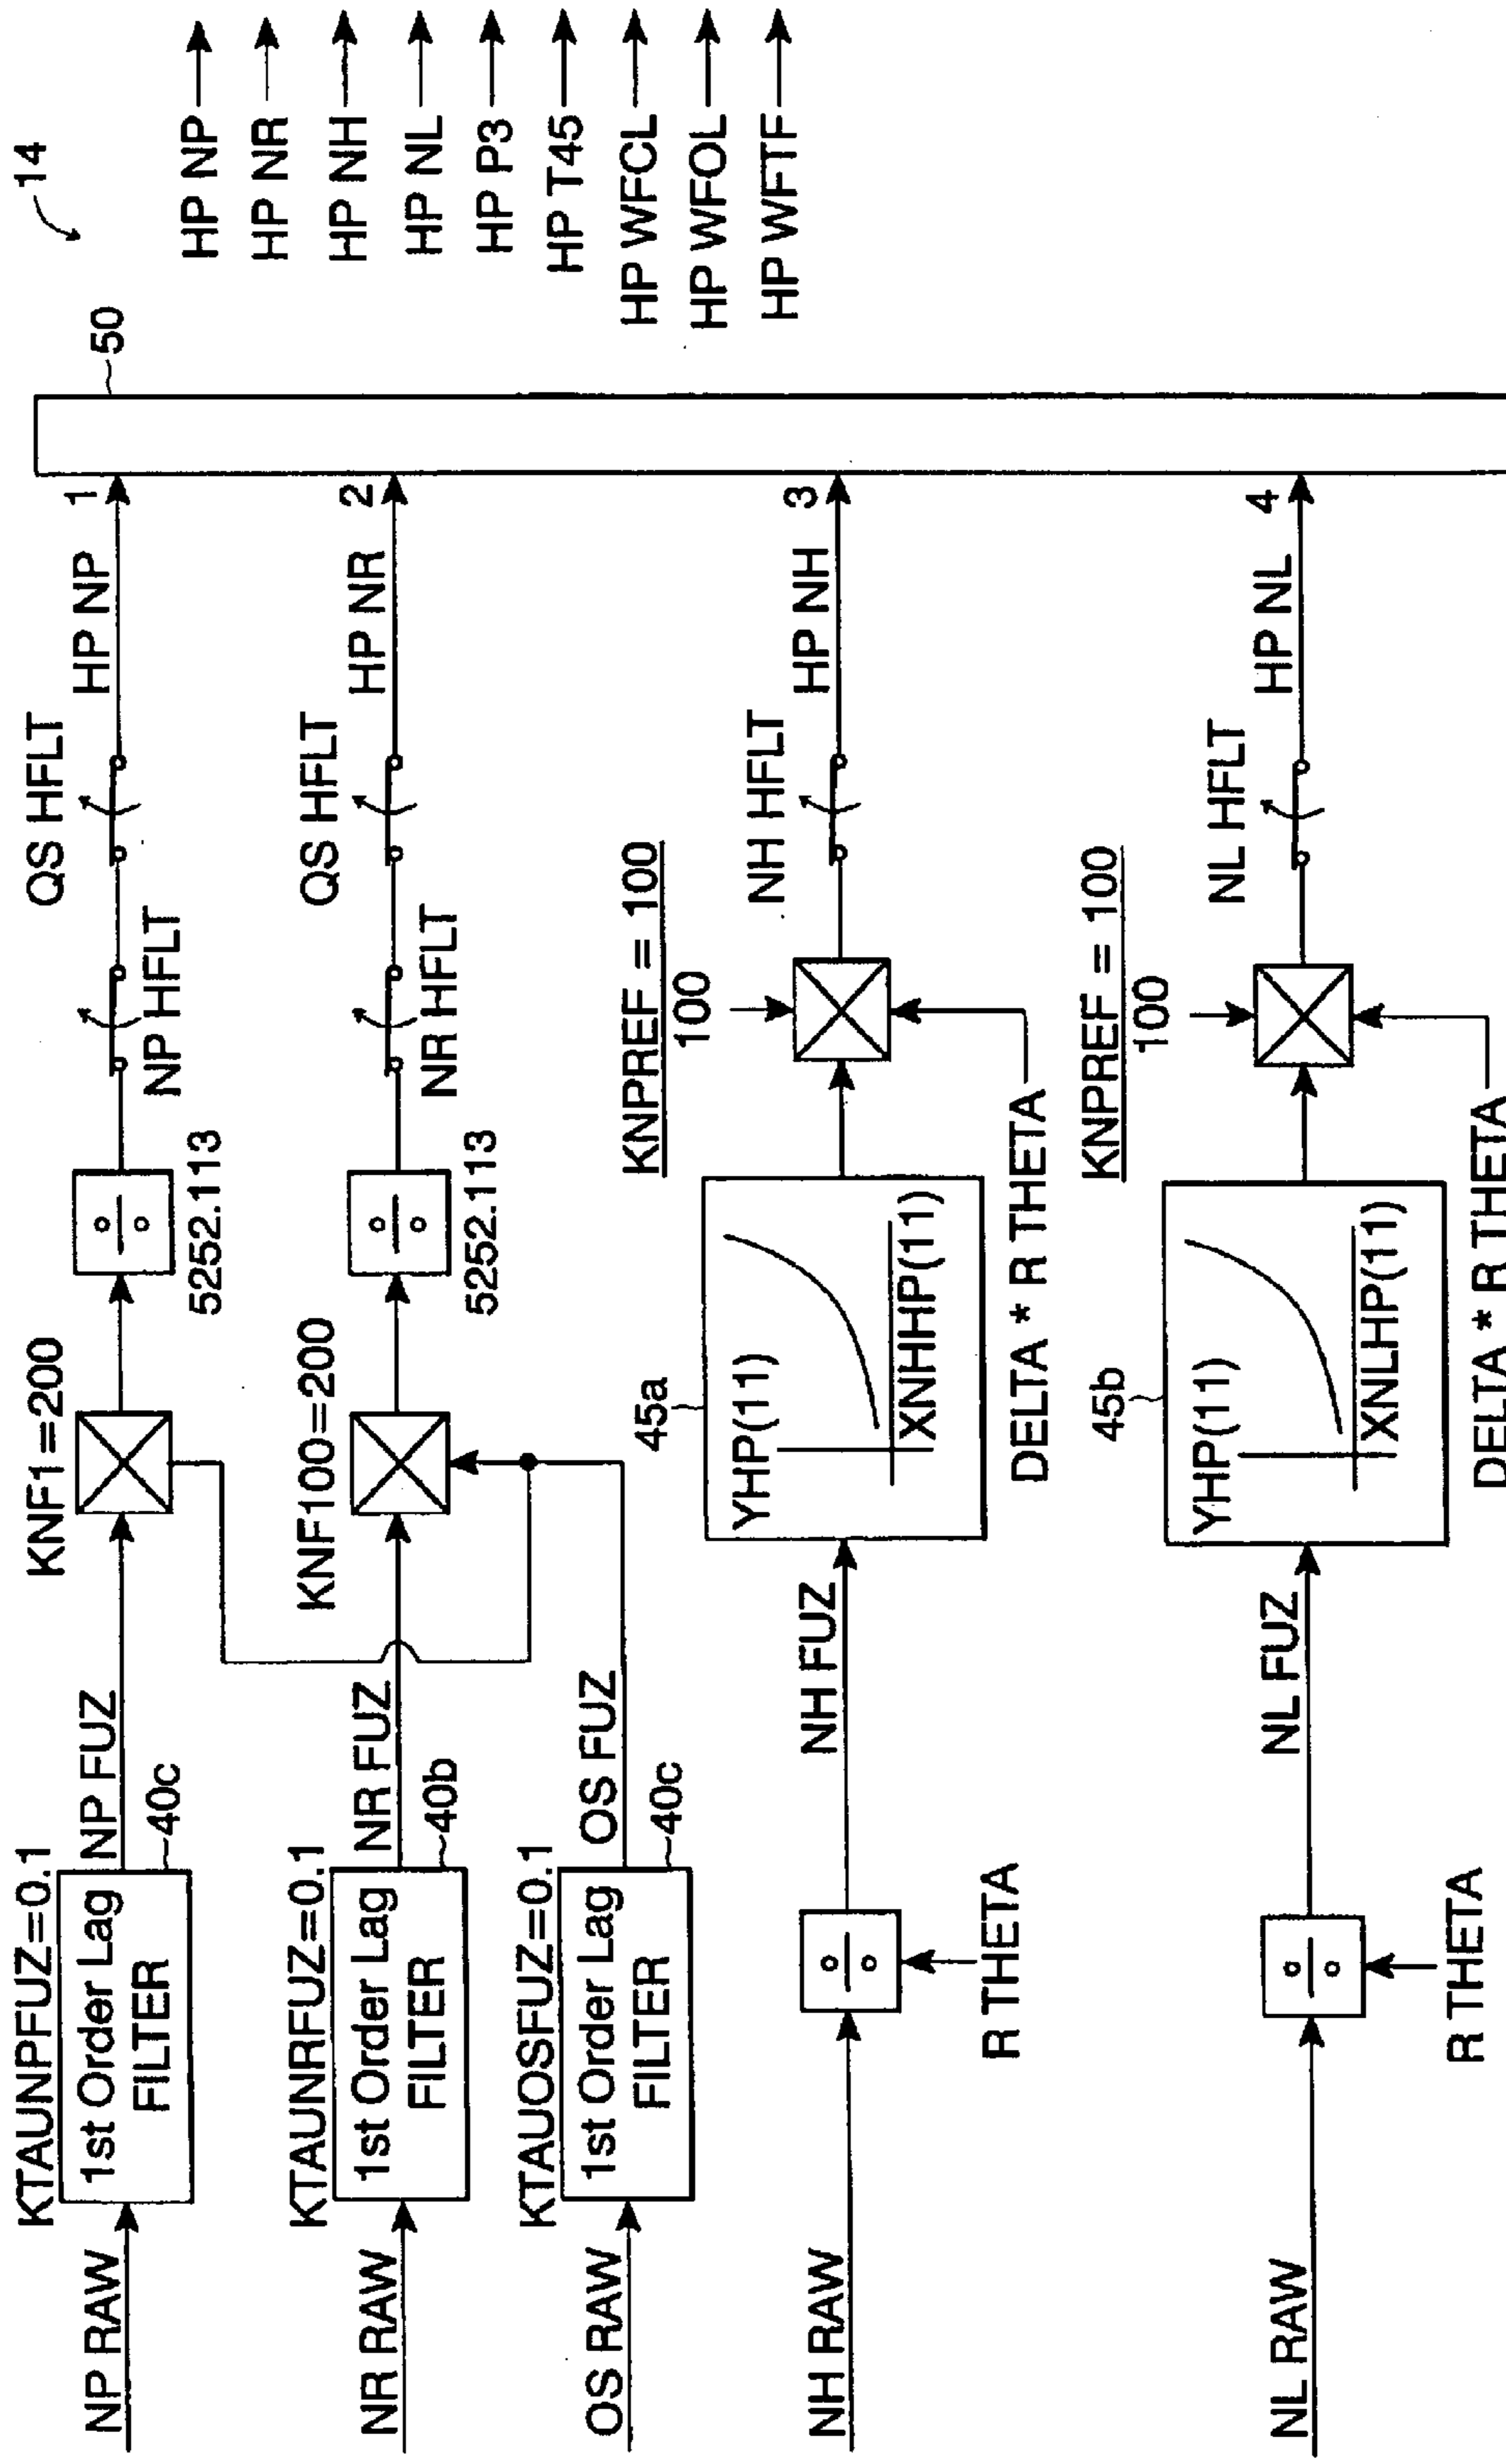 14
KTAUNPFUZ=0.1
NP RAW
1st Order Lag
FILTER
40c
NP FUZ
KNF1=200
5252.113
NP HFLT
QS HFLT
HP NP
1
50
KTAUNRFUZ=0.1
NR RAW
1st Order Lag
FILTER
40b
NR FUZ
KNF100=200
5252.113
NR HFLT
QS HFLT
HP NR
2
KTAUOSFUZ=0.1
OS RAW
1st Order Lag
FILTER
40c
OS FUZ
NH RAW
R THETA
NH FUZ
45a
YHP(11)
XNHHP(11)
KNPREF = 100
100
DELTA * R THETA
NH HFLT
HP NH
3
NL RAW
R THETA
NL FUZ
45b
YHP(11)
XNLHP(11)
KNPREF = 100
100
DELTA * R THETA
NL HFLT
HP NL
4
HP NP
HP NR
HP NH
HP NL
HP P3
HP T45
HP WFCL
HP WFOL
HP WFTF